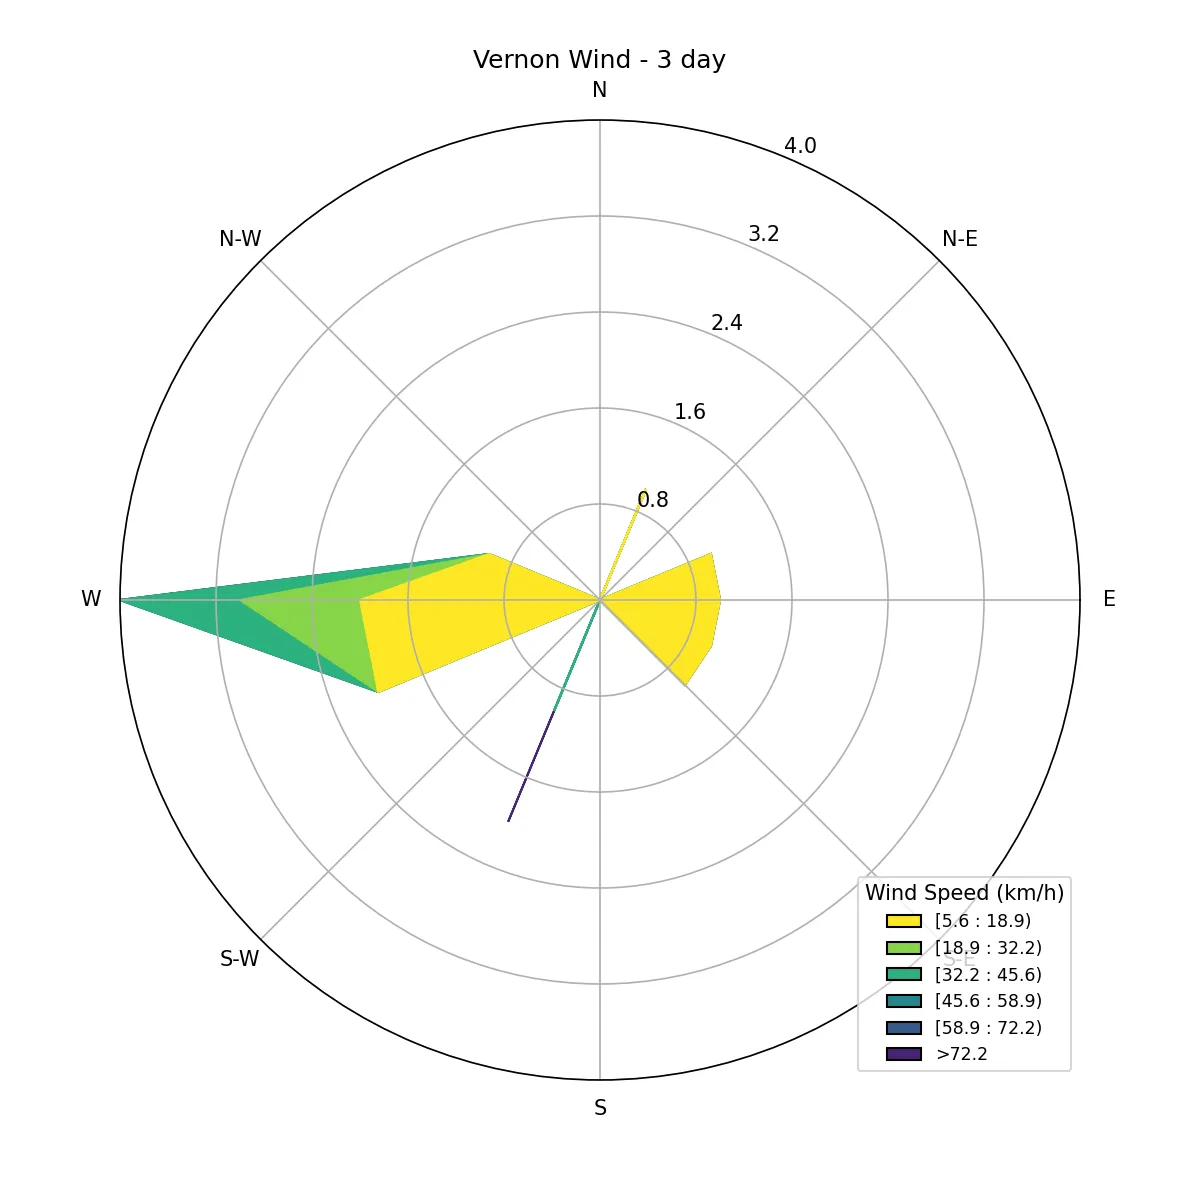 Vernon Wind - 3 day
N
4.0
N-W
3.2
N-E
2.4
1.6
0.8
W
E
S-W
S-E
S
Wind Speed (km/h)
[5.6 : 18.9)
[18.9 : 32.2)
[32.2 : 45.6)
[45.6 : 58.9)
[58.9 : 72.2)
>72.2